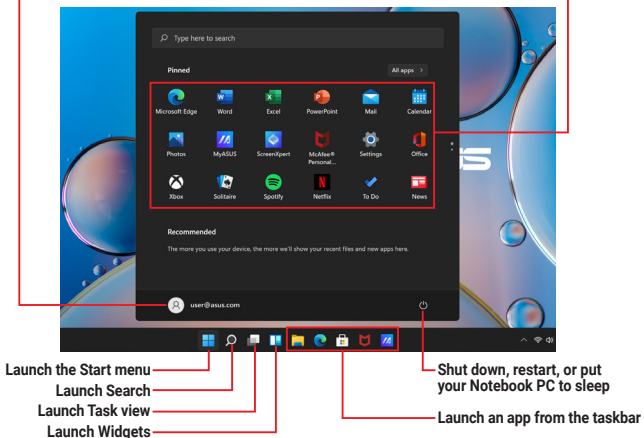 Type here to search
Pinned
All apps >
Microsoft Edge Word Excel PowerPoint Mail Calendar
Photos MyASUS ScreenXpert McAfee® Settings Office
Personal...
Xbox Solitaire Spotify Netflix To Do News
Recommended
The more you use your device, the more we'll show your recent files and new apps here.
user@asus.com
Launch the Start menu
Launch Search
Launch Task view
Launch Widgets
Shut down, restart, or put
your Notebook PC to sleep
Launch an app from the taskbar